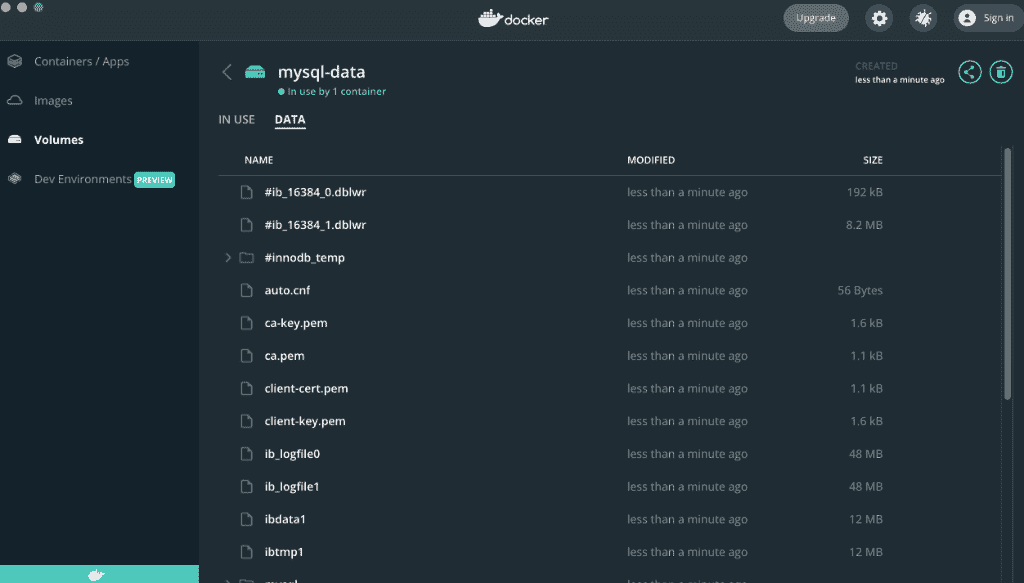 docker
Upgrade
Sign in
Containers / Apps
Images
Volumes
Dev Environments PREVIEW
mysql-data
In use by 1 container
CREATED
less than a minute ago
IN USE DATA
NAME MODIFIED SIZE
#ib_16384_0.dblwr less than a minute ago 192 kB
#ib_16384_1.dblwr less than a minute ago 8.2 MB
#innodb_temp less than a minute ago
auto.cnf less than a minute ago 56 Bytes
ca-key.pem less than a minute ago 1.6 kB
ca.pem less than a minute ago 1.1 kB
client-cert.pem less than a minute ago 1.1 kB
client-key.pem less than a minute ago 1.6 kB
ib_logfile0 less than a minute ago 48 MB
ib_logfile1 less than a minute ago 48 MB
ibdata1 less than a minute ago 12 MB
ibtmp1 less than a minute ago 12 MB